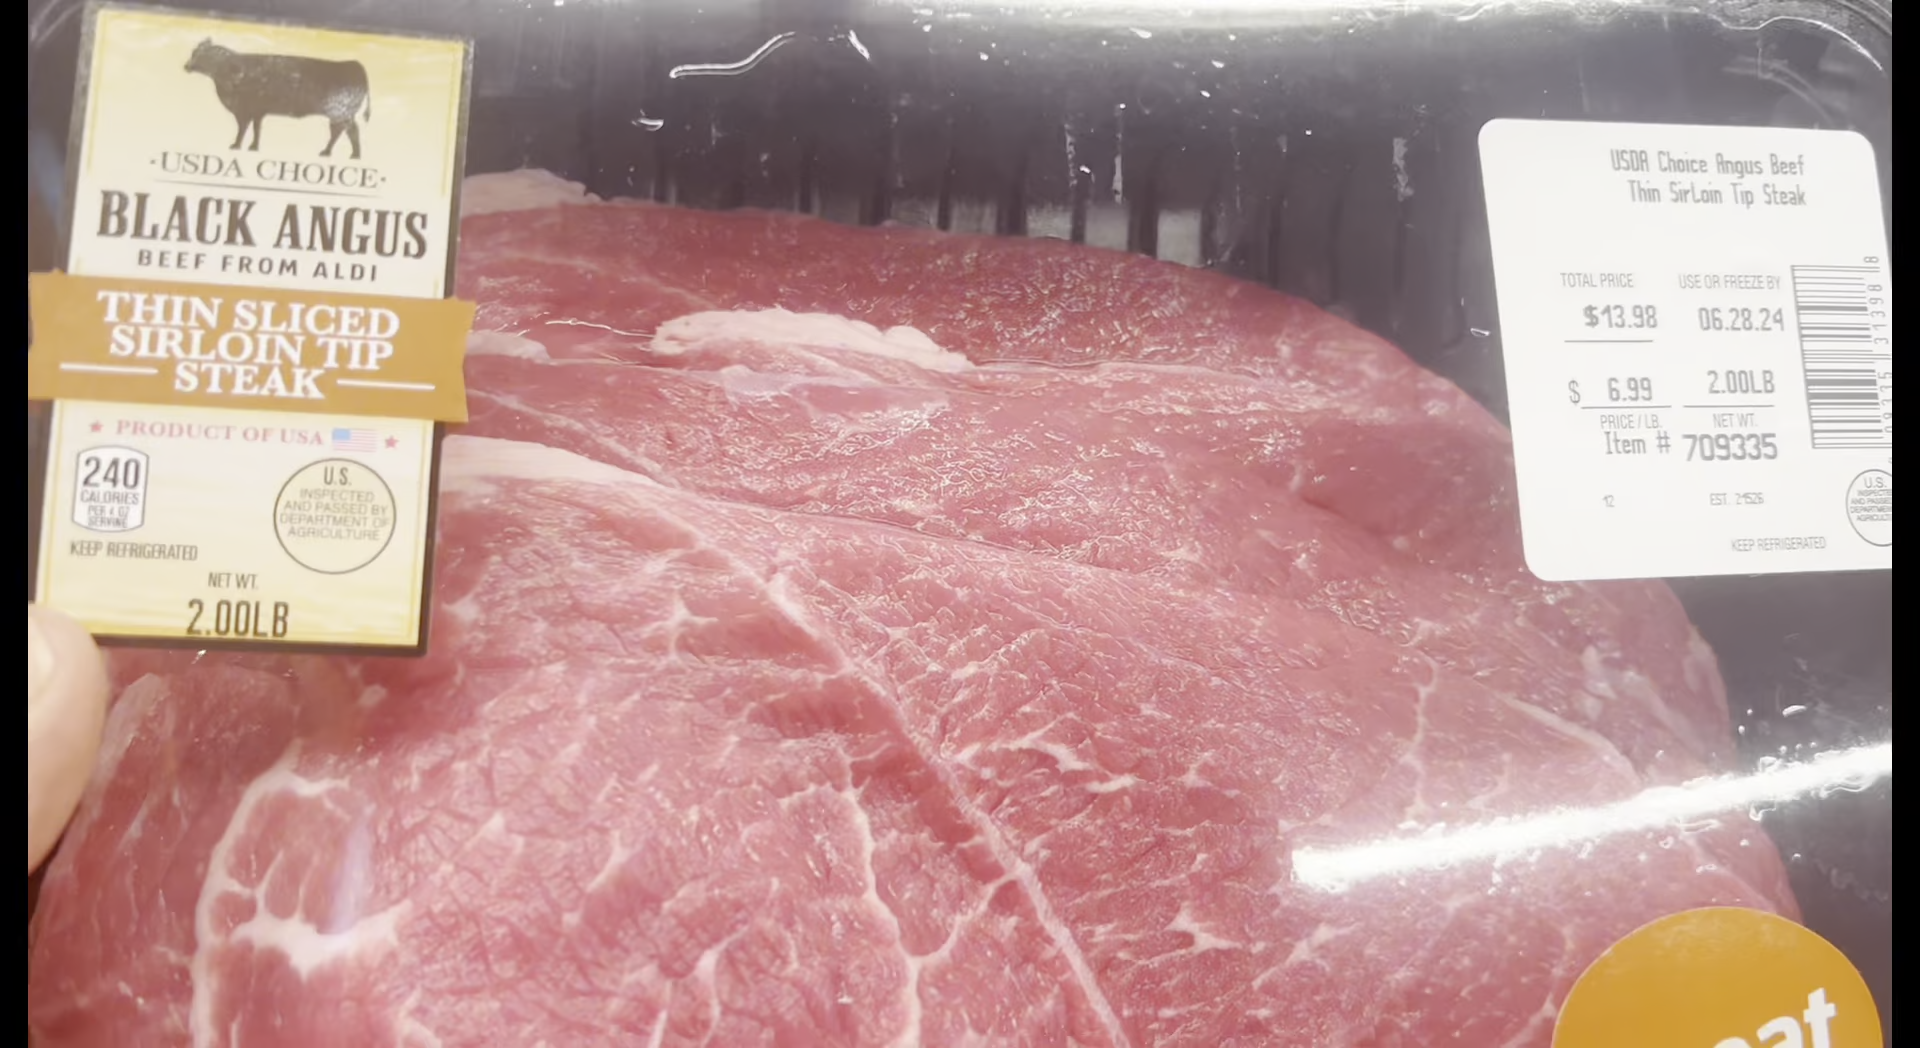 ·USDA CHOICE·
BLACK ANGUS
BEEF FROM ALDI
THIN SLICED
SIRLOIN TIP
STEAK
PRODUCT OF USA
240
CALORIES
PER 4 OZ
SERVING
U.S.
INSPECTED
AND PASSED BY
DEPARTMENT OF
AGRICULTURE
KEEP REFRIGERATED
NET WT.
2.00LB
USDA Choice Angus Beef
Thin SirLoin Tip Steak
TOTAL PRICE
USE OR FREEZE BY
$13.98
06.28.24
$ 6.99
2.00LB
PRICE / LB.
NET WT.
Item # 709335
12
KEEP REFRIGERATED
U.S.